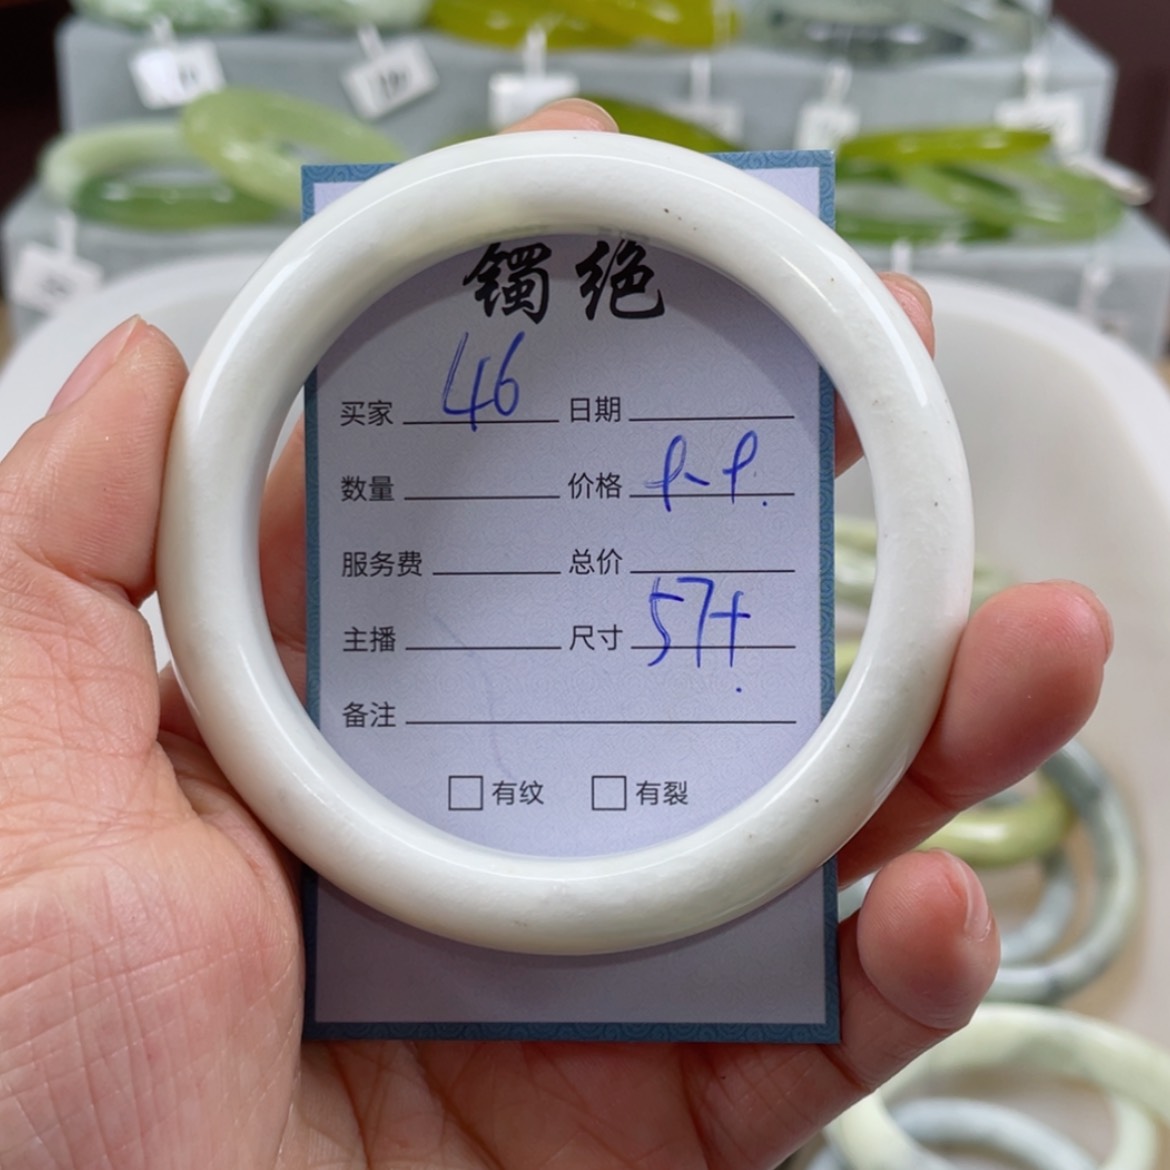 镯绝
买家 46 日期
数量 价格
服务费 总价
主播 尺寸 57+
备注
□ 有纹 □ 有裂